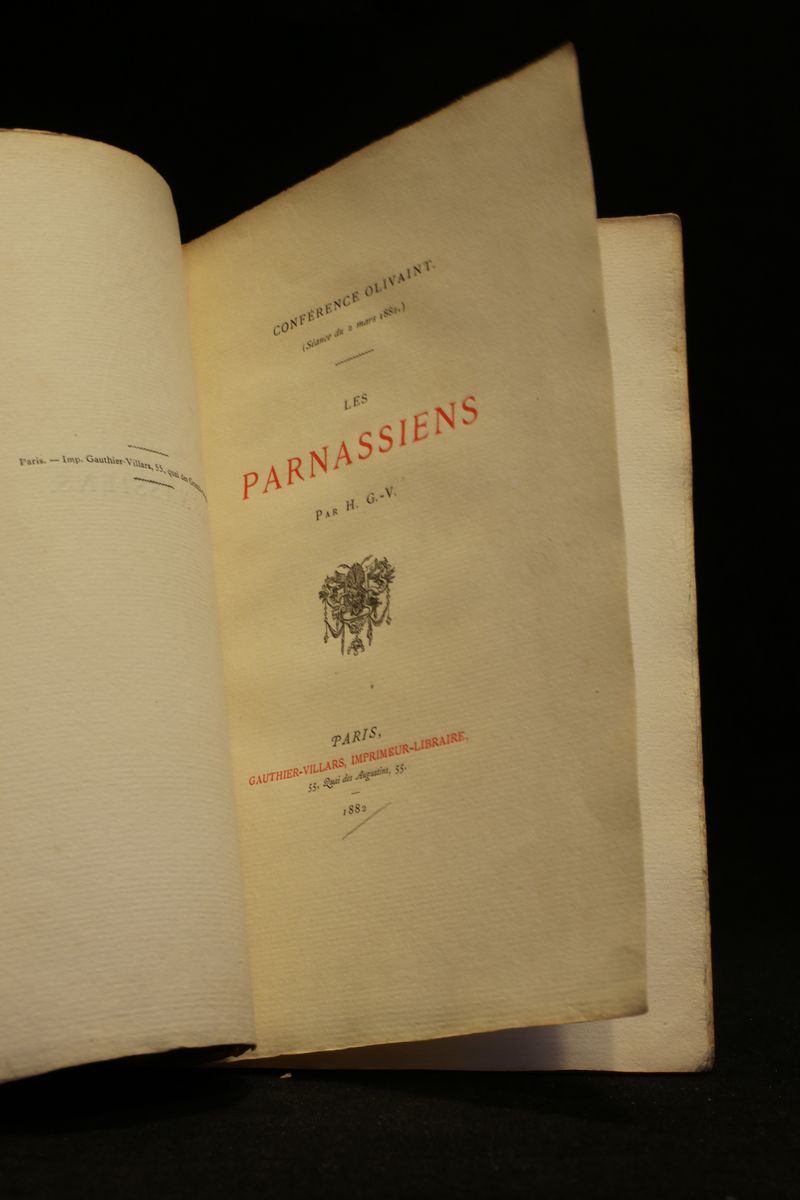 Paris. — Imp. Gauthier-Villars, 55, quai des
CONFÉRENCE OLIVAINT.
(Séance du 2 mars 1882.)
LES
PARNASSIENS
PAR H. G.-V.
PARIS,
GAUTHIER-VILLARS, IMPRIMEUR-LIBRAIRE,
55, Quai des Augustins, 55.
1882